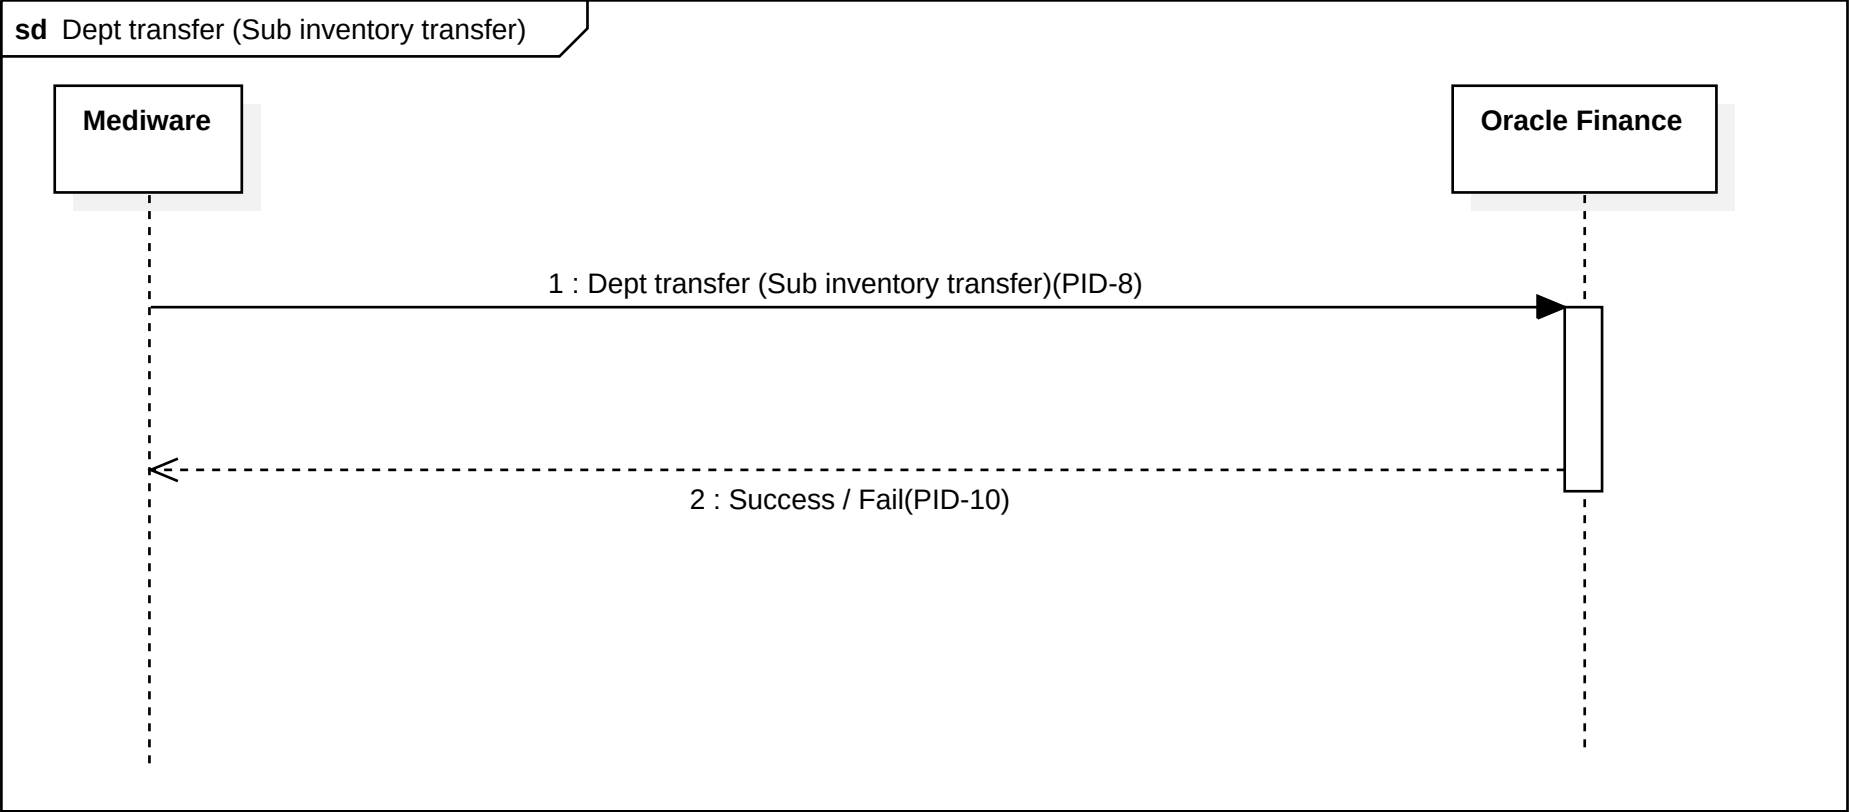 sd Dept transfer (Sub inventory transfer)
Mediware
Oracle Finance
1 : Dept transfer (Sub inventory transfer)(PID-8)
2 : Success / Fail(PID-10)